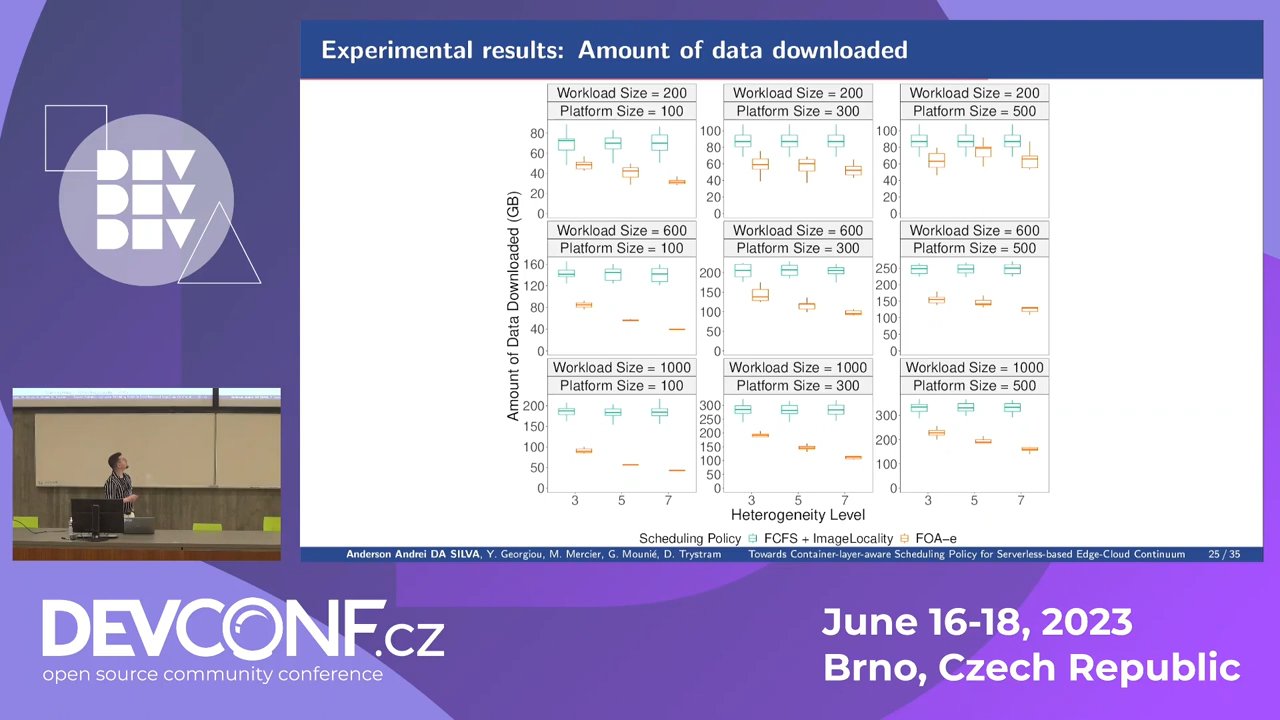 Experimental results: Amount of data downloaded
Workload Size = 200
Platform Size = 100
Workload Size = 200
Platform Size = 300
Workload Size = 200
Platform Size = 500
80
60
40
20
0
100
80
60
40
20
0
100
80
60
40
20
0
Workload Size = 600
Platform Size = 100
Workload Size = 600
Platform Size = 300
Workload Size = 600
Platform Size = 500
160
120
80
40
0
200
150
100
50
0
250
200
150
100
50
0
Workload Size = 1000
Platform Size = 100
Workload Size = 1000
Platform Size = 300
Workload Size = 1000
Platform Size = 500
200
150
100
50
0
300
250
200
150
100
50
0
300
200
100
0
Amount of Data Downloaded (GB)
3 5 7
3 5 7
3 5 7
Heterogeneity Level
Scheduling Policy FCFS + ImageLocality FOA-e
Anderson Andrei DA SILVA, Y. Georgiou, M. Mercier, G. Mounié, D. Trystram Towards Container-layer-aware Scheduling Policy for Serverless-based Edge-Cloud Continuum 25 / 35
DEV
DEV
DEV
DEVCONF.cz
open source community conference
June 16-18, 2023
Brno, Czech Republic